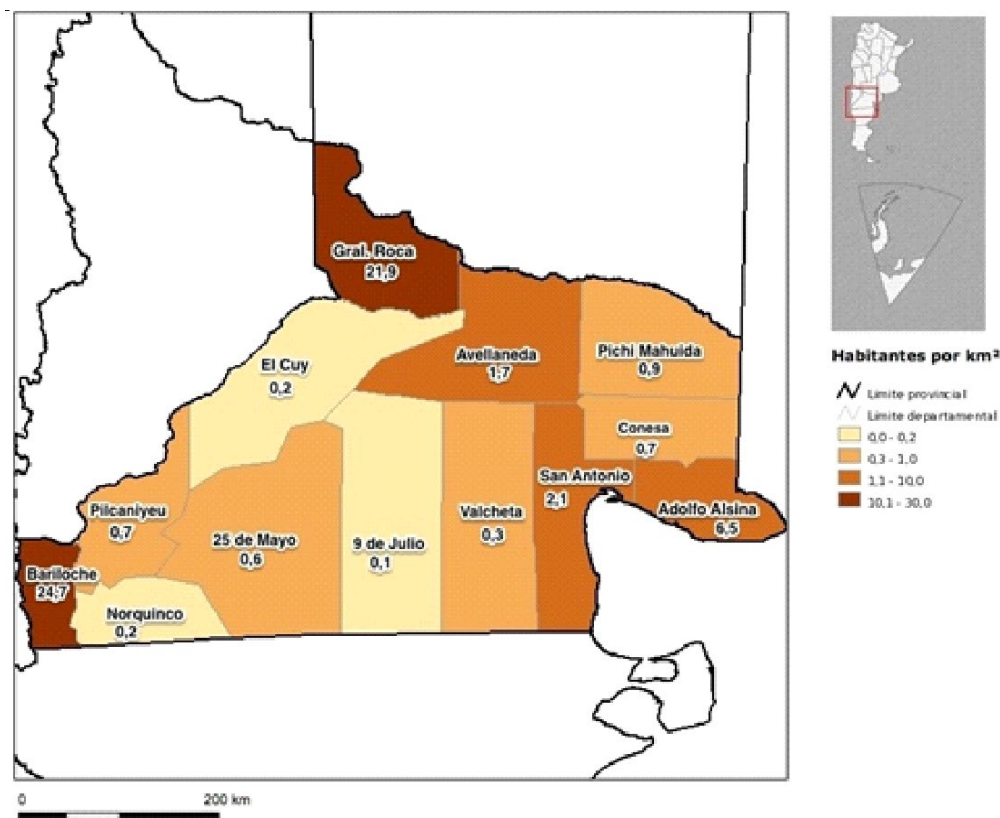 Gral. Roca
21,9
El Cuy
0,2
Avellaneda
1,7
Pichi Mahuida
0,9
Conesa
0,7
San Antonio
2,1
Adolfo Alsina
6,5
Pilcaniyeu
0,7
25 de Mayo
0,6
9 de Julio
0,1
Valcheta
0,3
Bariloche
24,7
Norquinco
0,2
0 200 km
Habitantes por km²
Límite provincial
Límite departamental
0,0 - 0,2
0,3 - 1,0
1,1 - 10,0
10,1 - 30,0